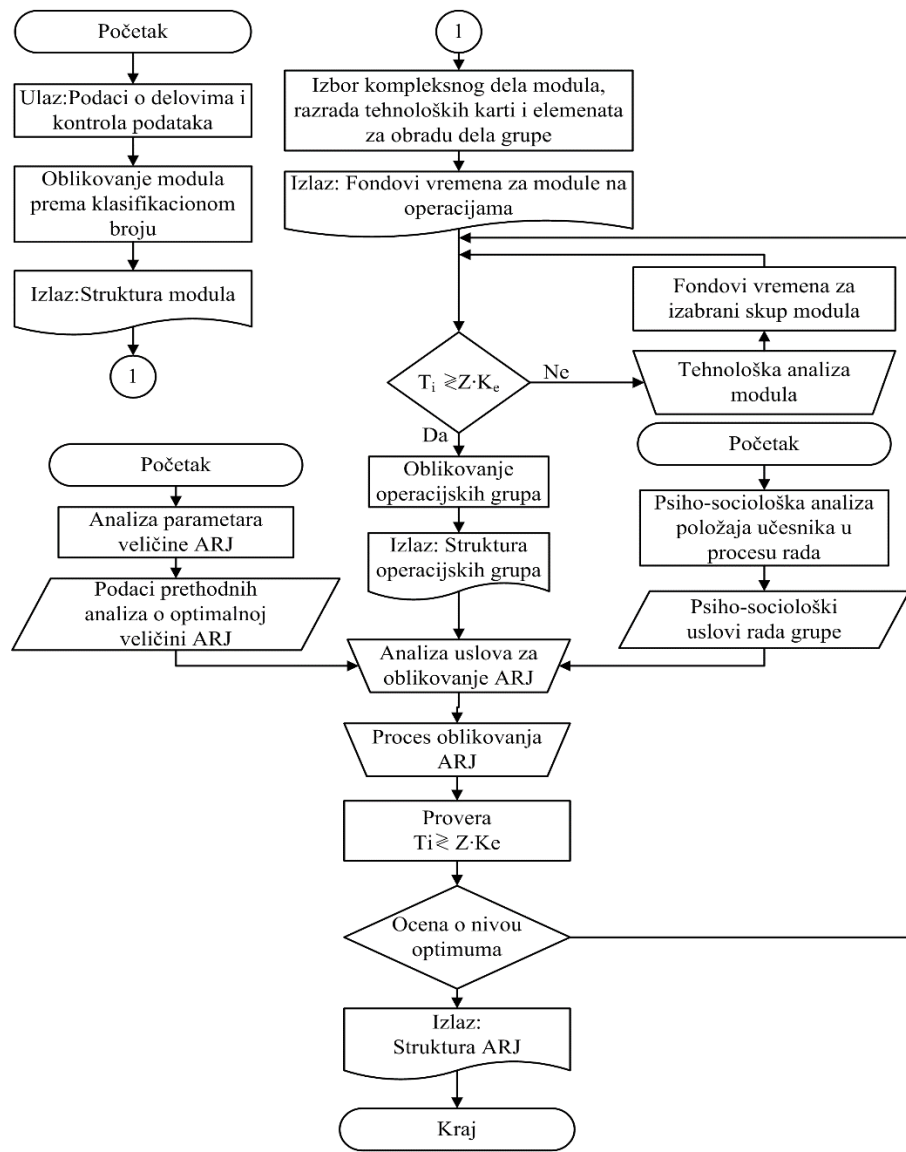 Početak
Ulaz:Podaci o delovima i
kontrola podataka
Oblikovanje modula
prema klasifikacionom
broju
Izlaz:Struktura modula
1
1
Izbor kompleksnog dela modula,
razrada tehnoloških karti i elemenata
za obradu dela grupe
Izlaz: Fondovi vremena za module na
operacijama
Fondovi vremena za
izabrani skup modula
Tᵢ ≷Z·Kₑ
Ne
Tehnološka analiza
modula
Da
Početak
Analiza parametara
veličine ARJ
Podaci prethodnih
analiza o optimalnoj
veličini ARJ
Oblikovanje
operacijskih grupa
Izlaz: Struktura
operacijskih grupa
Početak
Psiho-sociološka analiza
položaja učesnika u
procesu rada
Psiho-sociološki
uslovi rada grupe
Analiza uslova za
oblikovanje ARJ
Proces oblikovanja
ARJ
Provera
Ti≷ Z·Ke
Ocena o nivou
optimuma
Izlaz:
Struktura ARJ
Kraj